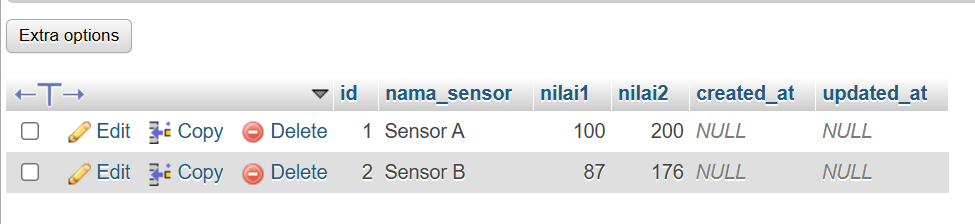 Extra options
id nama_sensor nilai1 nilai2 created_at updated_at
Edit Copy Delete 1 Sensor A 100 200 NULL NULL
Edit Copy Delete 2 Sensor B 87 176 NULL NULL